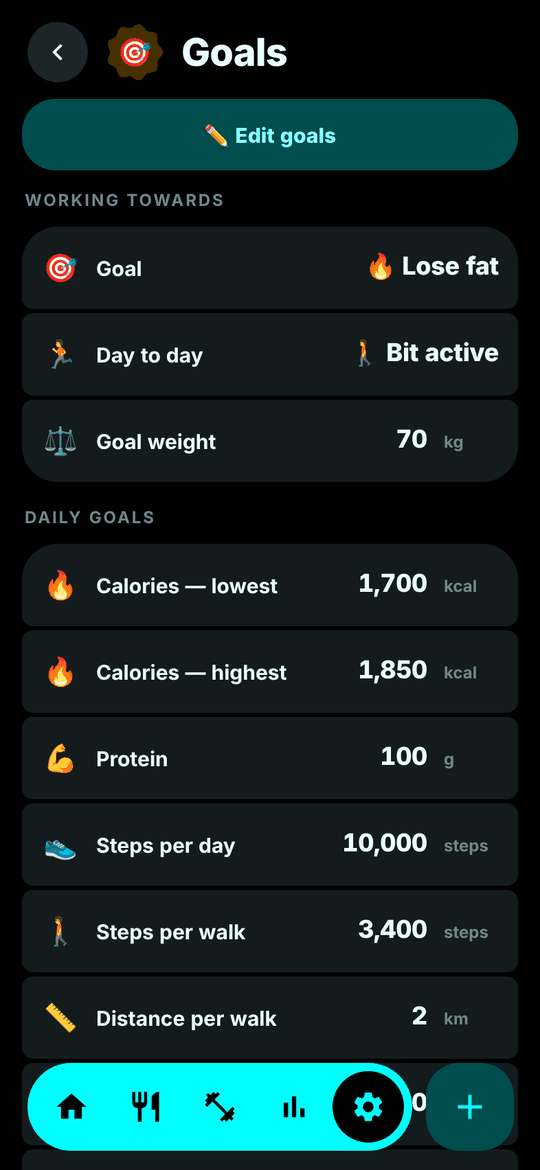 Goals
Edit goals
WORKING TOWARDS
Goal Lose fat
Day to day Bit active
Goal weight 70 kg
DAILY GOALS
Calories — lowest 1,700 kcal
Calories — highest 1,850 kcal
Protein 100 g
Steps per day 10,000 steps
Steps per walk 3,400 steps
Distance per walk 2 km